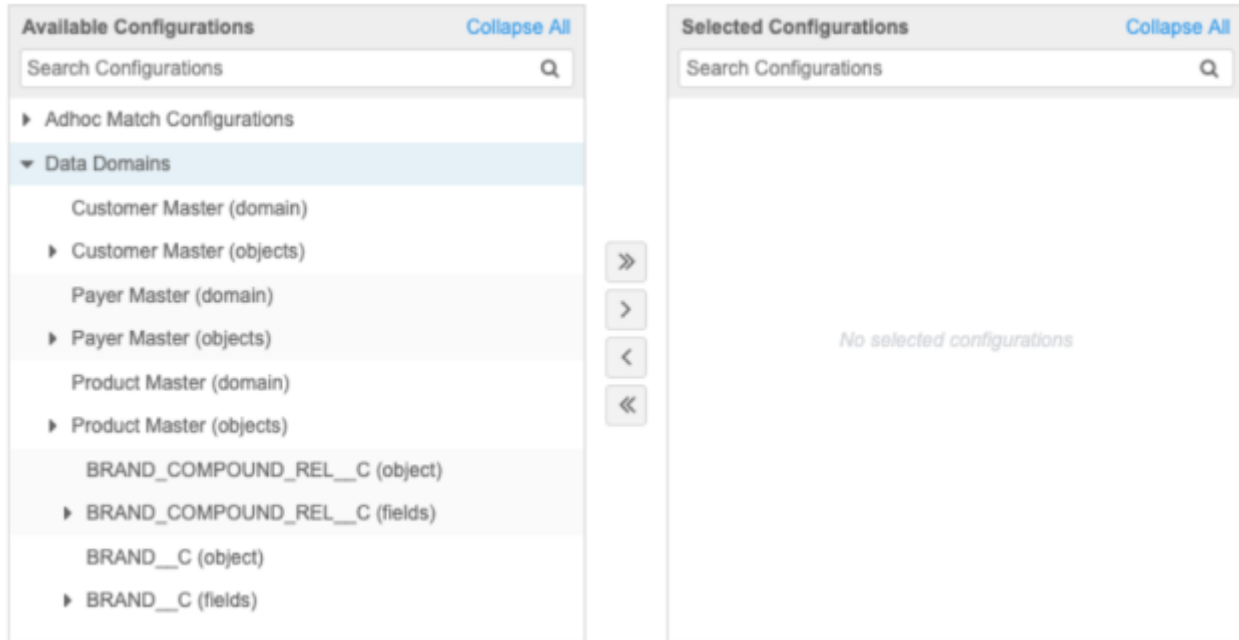 Available Configurations Collapse All
Search Configurations
Adhoc Match Configurations
Data Domains
Customer Master (domain)
Customer Master (objects)
Payer Master (domain)
Payer Master (objects)
Product Master (domain)
Product Master (objects)
BRAND_COMPOUND_REL__C (object)
BRAND_COMPOUND_REL__C (fields)
BRAND__C (object)
BRAND__C (fields)
Selected Configurations Collapse All
Search Configurations
No selected configurations